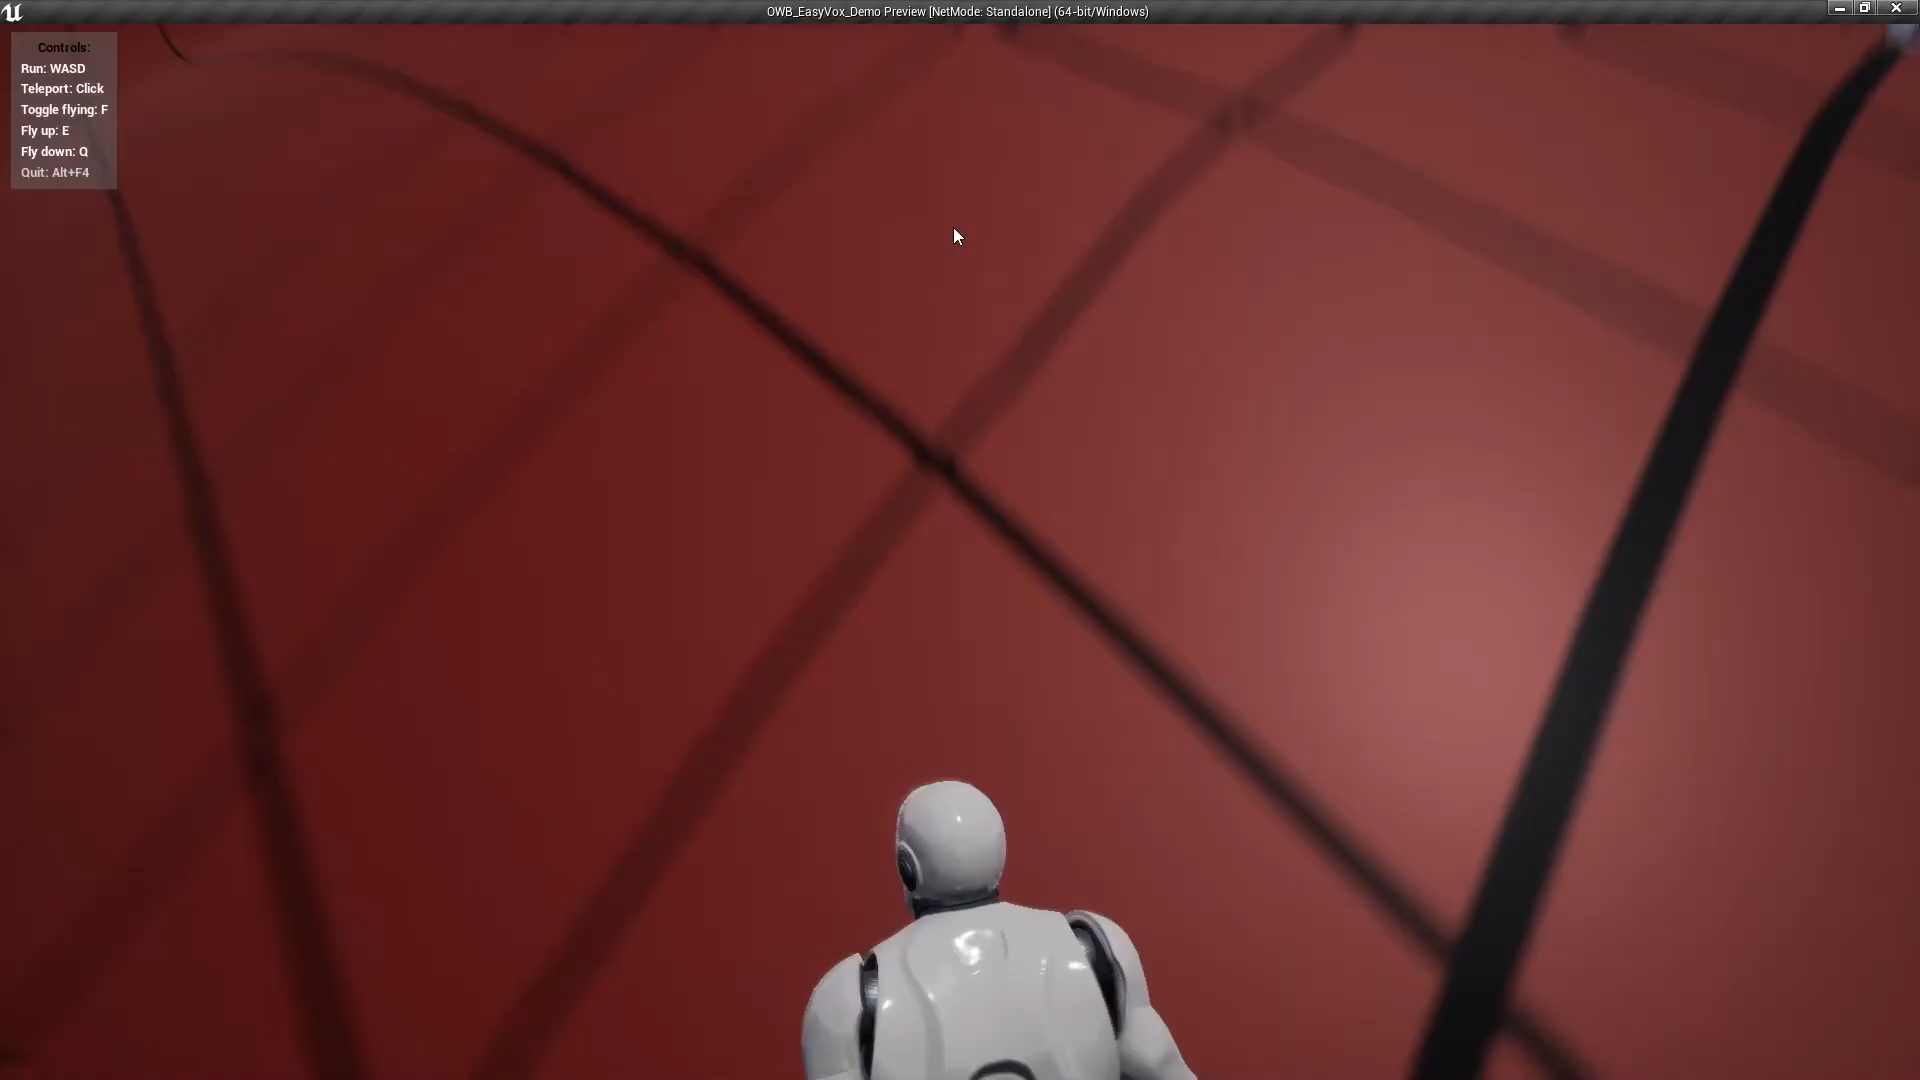 OWB_EasyVox_Demo Preview [NetMode: Standalone] (64-bit/Windows)
Controls:
Run: WASD
Teleport: Click
Toggle flying: F
Fly up: E
Fly down: Q
Quit: Alt+F4